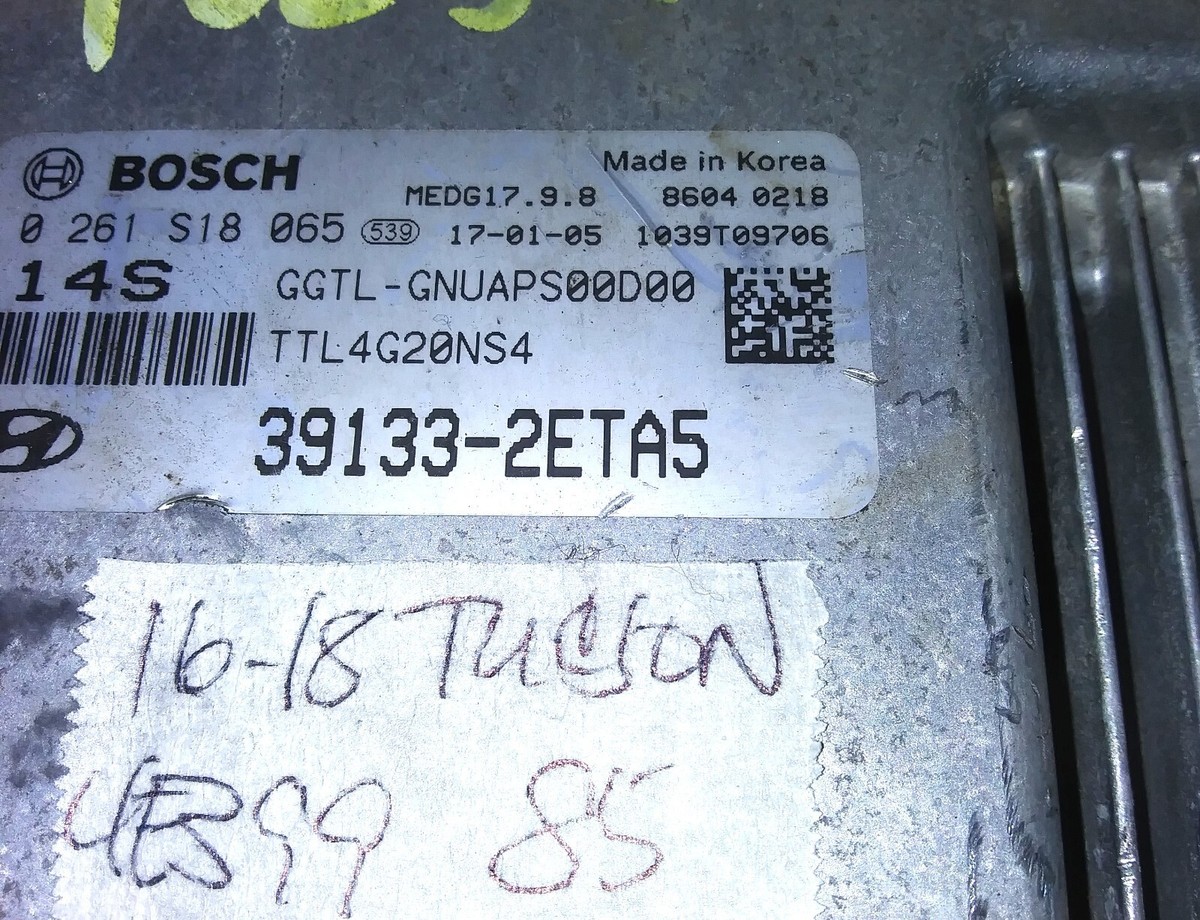 BOSCH
Made in Korea
MEDG17.9.8 8604 0218
0 261 S18 065 539 17-01-05 1039T09706
14S GGTL-GNUAPS00D00
TTL4G20NS4
39133-2ETA5
16-18 TUCSON
99 85